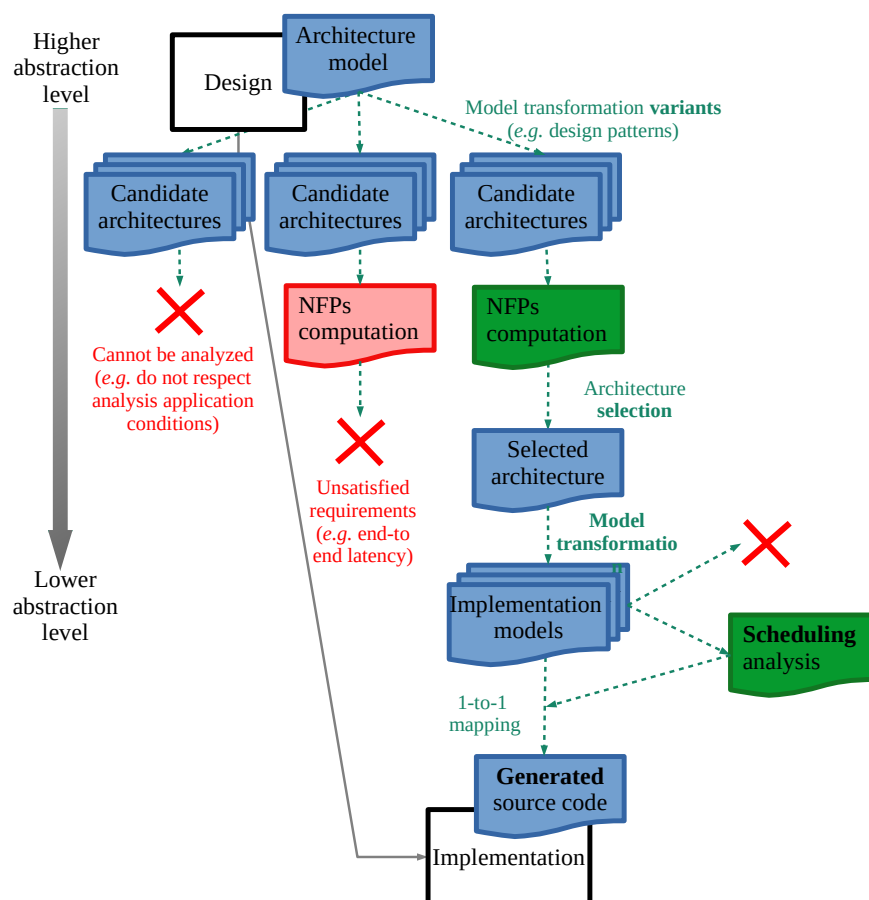 Higher
abstraction
level
Design
Architecture
model
Model transformation variants
(e.g. design patterns)
Candidate
architectures
Candidate
architectures
Candidate
architectures
NFPs
computation
NFPs
computation
Cannot be analyzed
(e.g. do not respect
analysis application
conditions)
Architecture
selection
Selected
architecture
Unsatisfied
requirements
(e.g. end-to
end latency)
Model
transformatio
n
Lower
abstraction
level
Implementation
models
Scheduling
analysis
1-to-1
mapping
Generated
source code
Implementation